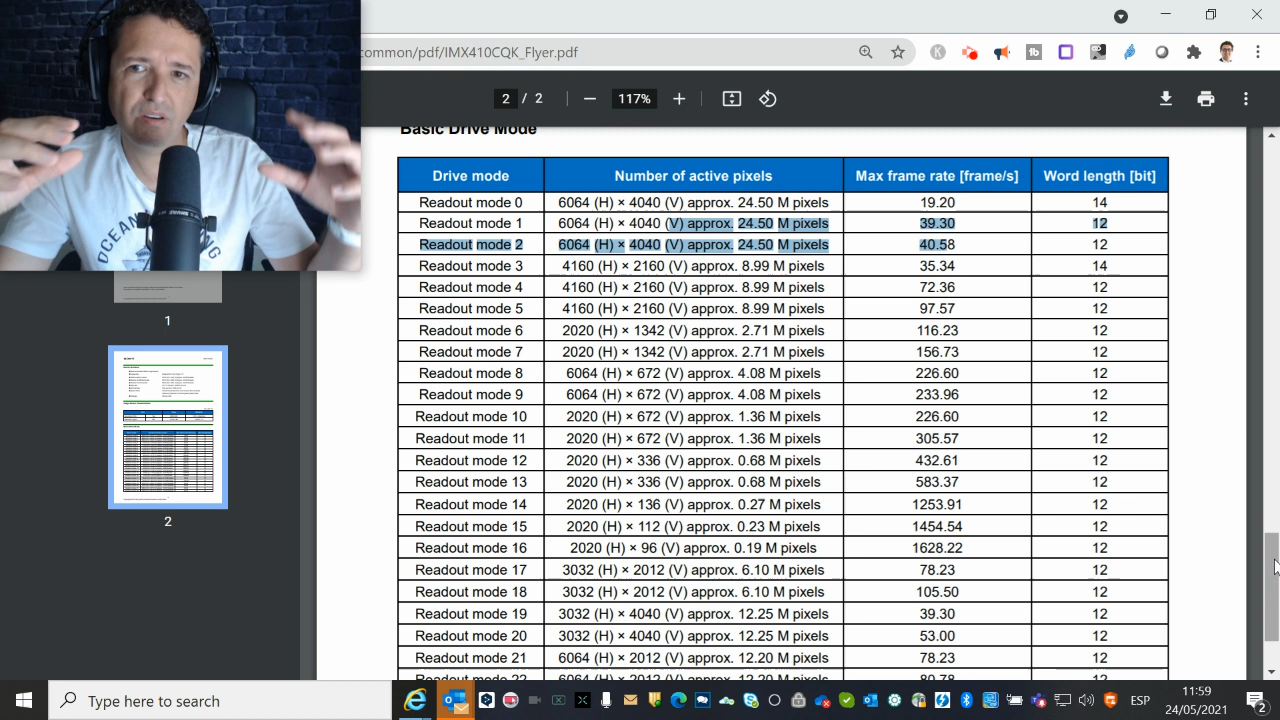 common/pdf/IMX410CQK_Flyer.pdf
2 / 2
117%
Basic Drive Mode
Drive mode Number of active pixels Max frame rate [frame/s] Word length [bit]
Readout mode 0 6064 (H) × 4040 (V) approx. 24.50 M pixels 19.20 14
Readout mode 1 6064 (H) × 4040 (V) approx. 24.50 M pixels 39.30 12
Readout mode 2 6064 (H) × 4040 (V) approx. 24.50 M pixels 40.58 12
Readout mode 3 4160 (H) × 2160 (V) approx. 8.99 M pixels 35.34 14
Readout mode 4 4160 (H) × 2160 (V) approx. 8.99 M pixels 72.36 12
Readout mode 5 4160 (H) × 2160 (V) approx. 8.99 M pixels 97.57 12
Readout mode 6 2020 (H) × 1342 (V) approx. 2.71 M pixels 116.23 12
Readout mode 7 2020 (H) × 1342 (V) approx. 2.71 M pixels 156.73 12
Readout mode 8 6064 (H) × 672 (V) approx. 4.08 M pixels 226.60 12
Readout mode 9 6064 (H) × 672 (V) approx. 4.08 M pixels 233.96 12
Readout mode 10 2020 (H) × 672 (V) approx. 1.36 M pixels 226.60 12
Readout mode 11 2020 (H) × 672 (V) approx. 1.36 M pixels 305.57 12
Readout mode 12 2020 (H) × 336 (V) approx. 0.68 M pixels 432.61 12
Readout mode 13 2020 (H) × 336 (V) approx. 0.68 M pixels 583.37 12
Readout mode 14 2020 (H) × 136 (V) approx. 0.27 M pixels 1253.91 12
Readout mode 15 2020 (H) × 112 (V) approx. 0.23 M pixels 1454.54 12
Readout mode 16 2020 (H) × 96 (V) approx. 0.19 M pixels 1628.22 12
Readout mode 17 3032 (H) × 2012 (V) approx. 6.10 M pixels 78.23 12
Readout mode 18 3032 (H) × 2012 (V) approx. 6.10 M pixels 105.50 12
Readout mode 19 3032 (H) × 4040 (V) approx. 12.25 M pixels 39.30 12
Readout mode 20 3032 (H) × 4040 (V) approx. 12.25 M pixels 53.00 12
Readout mode 21 6064 (H) × 2012 (V) approx. 12.20 M pixels 78.23 12
Readout mode 22 6064 (H) × 2012 (V) approx. 12.20 M pixels 80.78 12
1
2
OCEAN
Type here to search
ESP
11:59
24/05/2021
2